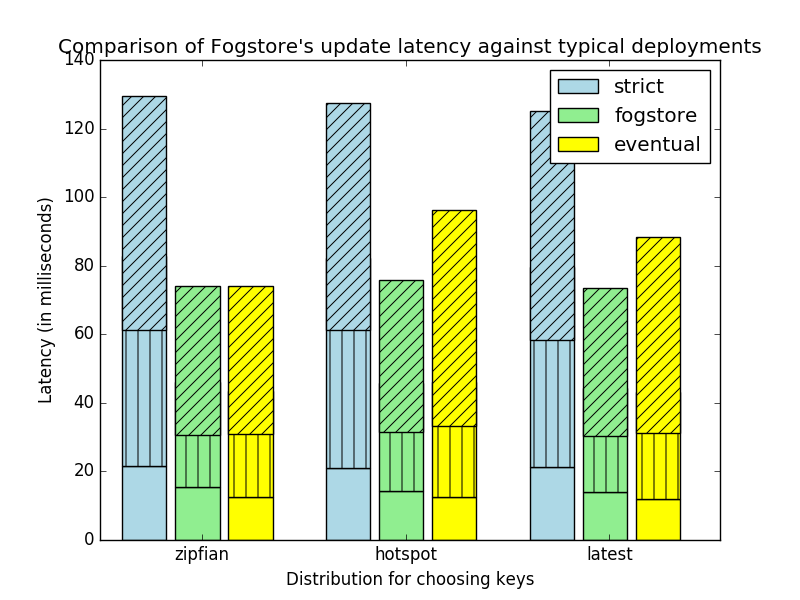 Comparison of Fogstore's update latency against typical deployments
140
120
100
80
60
40
20
0
Latency (in milliseconds)
strict
fogstore
eventual
zipfian
hotspot
latest
Distribution for choosing keys